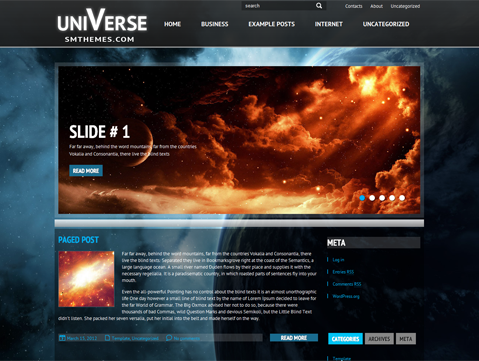 UNIVERSE
SMTHEMES.COM
search
Contacts About Uncategorized
HOME BUSINESS EXAMPLE POSTS INTERNET UNCATEGORIZED
SLIDE # 1
Far far away, behind the word mountains, far from the countries
Vokalia and Consonantia, there live the blind texts
READ MORE
PAGED POST
Far far away, behind the word mountains, far from the countries Vokalia and Consonantia, there
live the blind texts. Separated they live in Bookmarksgrove right at the coast of the Semantics, a
large language ocean. A small river named Duden flows by their place and supplies it with the
necessary regelialia. It is a paradisematic country, in which roasted parts of sentences fly into your
mouth.
Even the all-powerful Pointing has no control about the blind texts it is an almost unorthographic
life One day however a small line of blind text by the name of Lorem Ipsum decided to leave for
the far World of Grammar. The Big Oxmox advised her not to do so, because there were
thousands of bad Commas, wild Question Marks and devious Semikoli, but the Little Blind Text
didn't listen. She packed her seven versalia, put her initial into the belt and made herself on the way.
March 13, 2012 Template, Uncategorized No comments
READ MORE
META
Log in
Entries RSS
Comments RSS
WordPress.org
CATEGORIES ARCHIVES META
Template